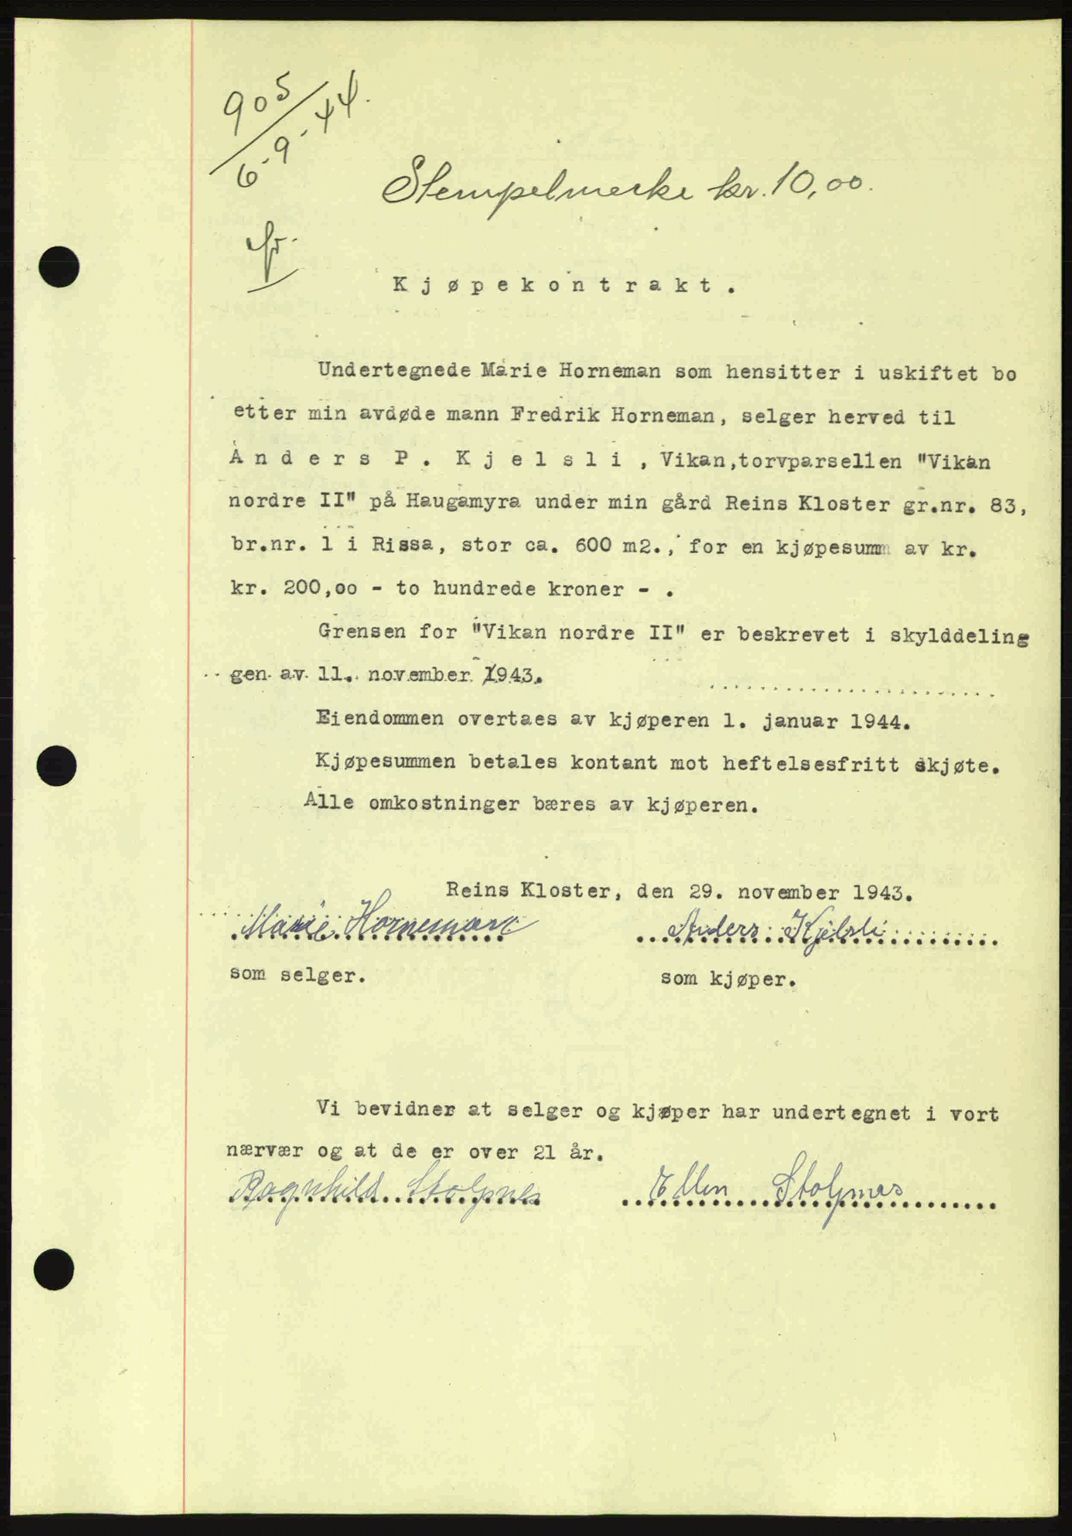 905
6-9-44.
Stempelmerke kr. 10,00.
K j ø p e k o n t r a k t .
Undertegnede Marie Horneman som hensitter i uskiftet bo
etter min avdøde mann Fredrik Horneman, selger herved til
A n d e r s P . K j e l s l i , Vikan,torvparsellen "Vikan
nordre II" på Haugamyra under min gård Reins Kloster gr.nr. 83,
br.nr. 1 i Rissa, stor ca. 600 m2., for en kjøpesumm av kr.
kr. 200,oo - to hundrede kroner - .
Grensen for "Vikan nordre II" er beskrevet i skylddeling
gen av 11. november 1943.
Eiendommen overtaes av kjøperen 1. januar 1944.
Kjøpesummen betales kontant mot heftelsesfritt skjøte.
Alle omkostninger bæres av kjøperen.
Reins Kloster, den 29. november 1943.
Marie Horneman Anders Kjelsli
som selger. som kjøper.
Vi bevidner at selger og kjøper har undertegnet i vort
nærvær og at de er over 21 år.
Ragnhild Stolpnes Ellen Stolpnes